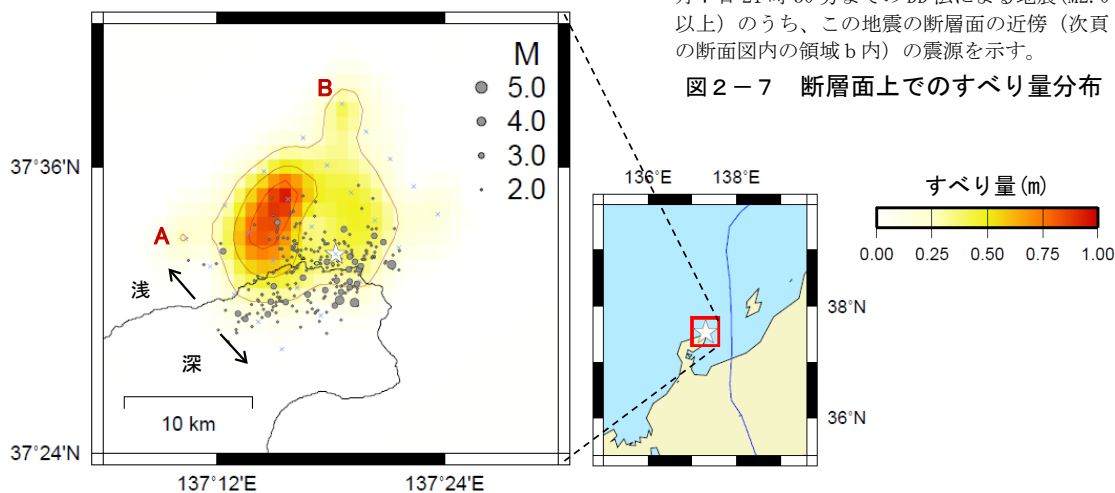 以上）のうち、この地震の断層面の近傍（次頁
の断面図内の領域b内）の震源を示す。
図２－７　断層面上でのすべり量分布
B
M
5.0
4.0
3.0
2.0
A
浅
深
10 km
37°36'N
37°24'N
137°12'E
137°24'E
136°E
138°E
38°N
36°N
すべり量(m)
0.00 0.25 0.50 0.75 1.00